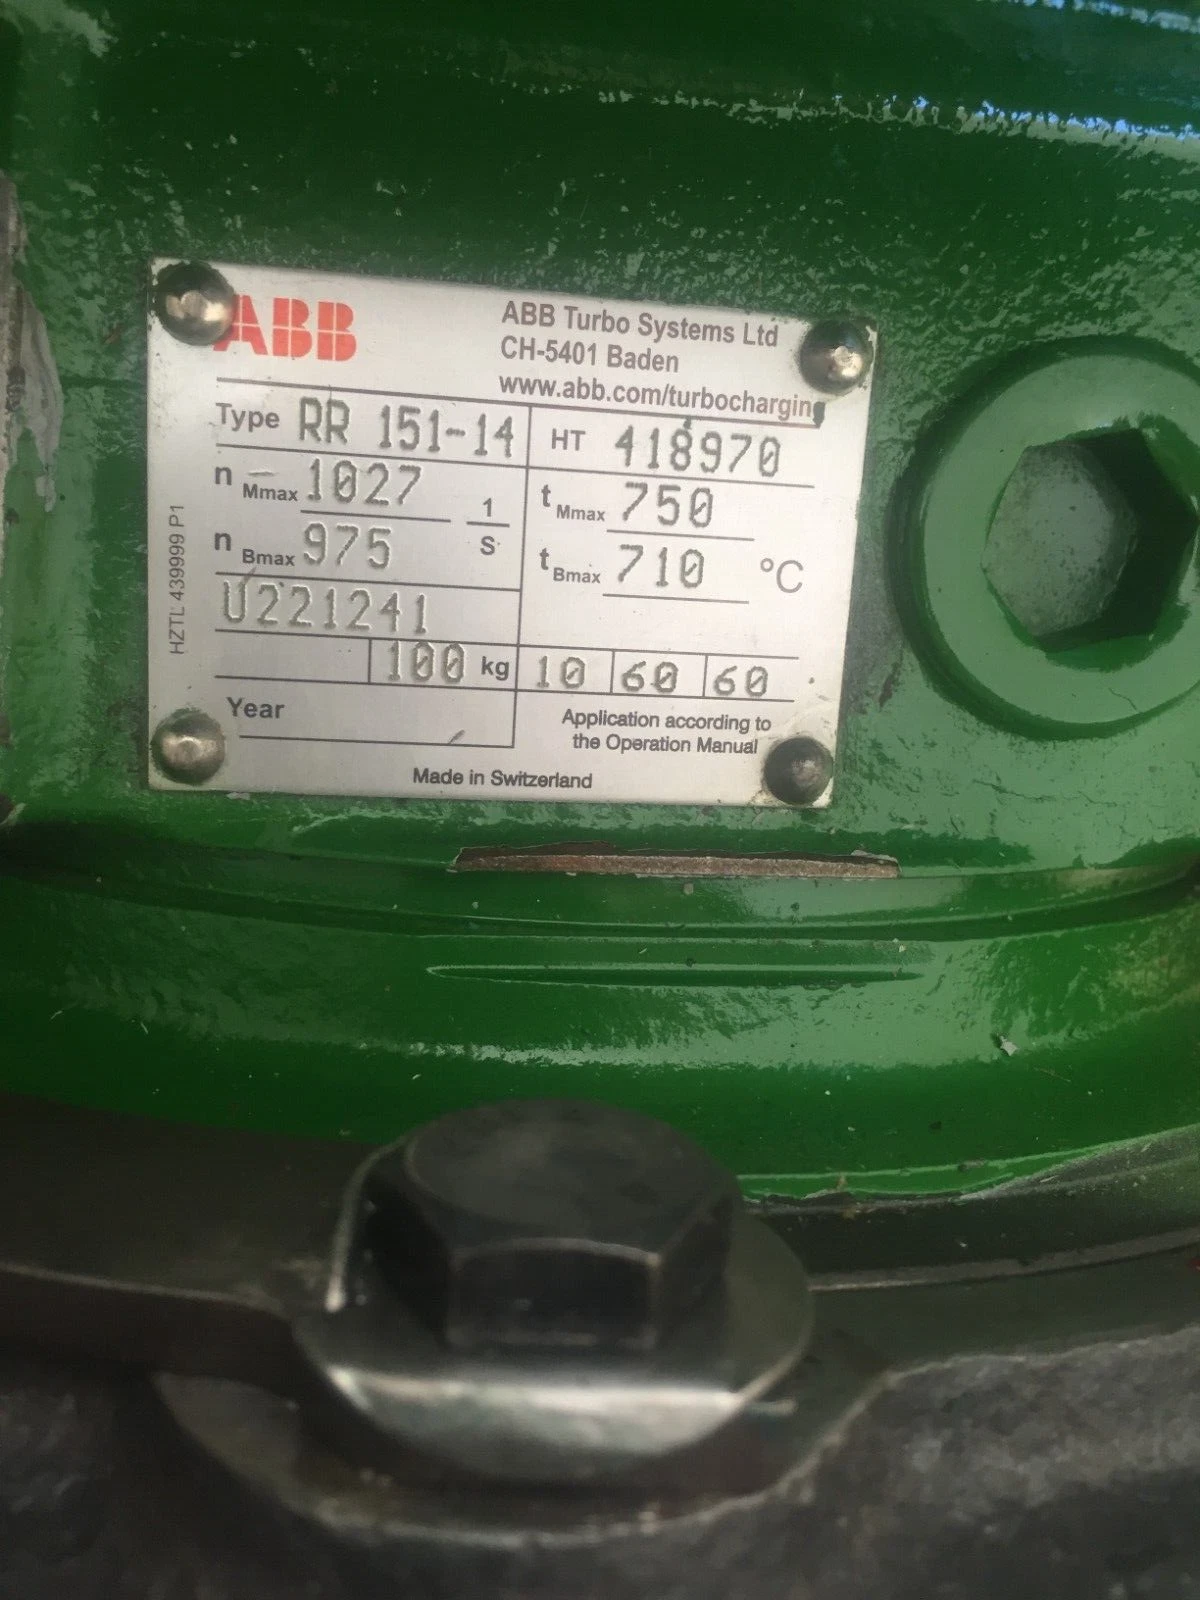 ABB
ABB Turbo Systems Ltd
CH-5401 Baden
www.abb.com/turbocharging
Type RR 151-14 HT 418970
n Mmax 1027 1/S t Mmax 750
n Bmax 975 t Bmax 710 °C
U221241
100 kg 10 60 60
Year
Application according to
the Operation Manual
Made in Switzerland
HZTL 439999 P1